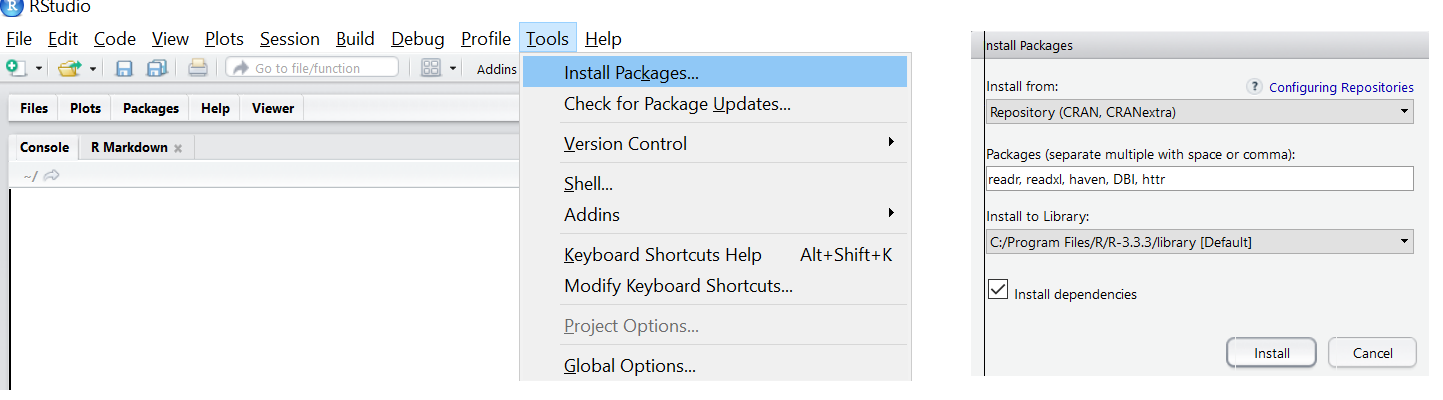 RStudio
File Edit Code View Plots Session Build Debug Profile Tools Help
Go to file/function Addins
Files Plots Packages Help Viewer
Console R Markdown
~/
Install Packages...
Check for Package Updates...
Version Control
Shell...
Addins
Keyboard Shortcuts Help Alt+Shift+K
Modify Keyboard Shortcuts...
Project Options...
Global Options...
Install Packages
Install from: ? Configuring Repositories
Repository (CRAN, CRANextra)
Packages (separate multiple with space or comma):
readr, readxl, haven, DBI, httr
Install to Library:
C:/Program Files/R/R-3.3.3/library [Default]
Install dependencies
Install Cancel